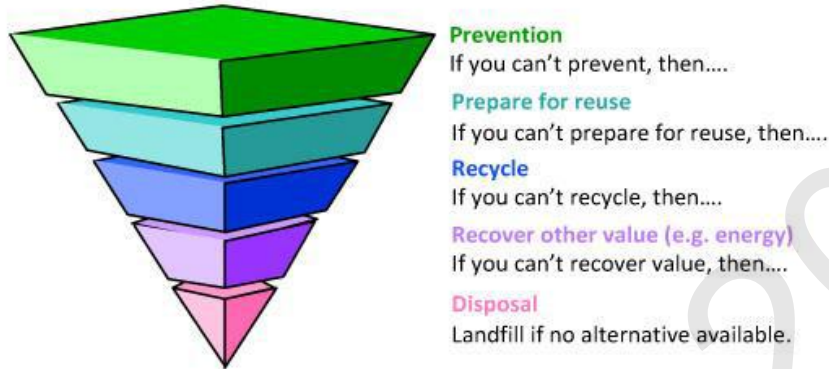 Prevention
If you can't prevent, then....
Prepare for reuse
If you can't prepare for reuse, then....
Recycle
If you can't recycle, then....
Recover other value (e.g. energy)
If you can't recover value, then....
Disposal
Landfill if no alternative available.